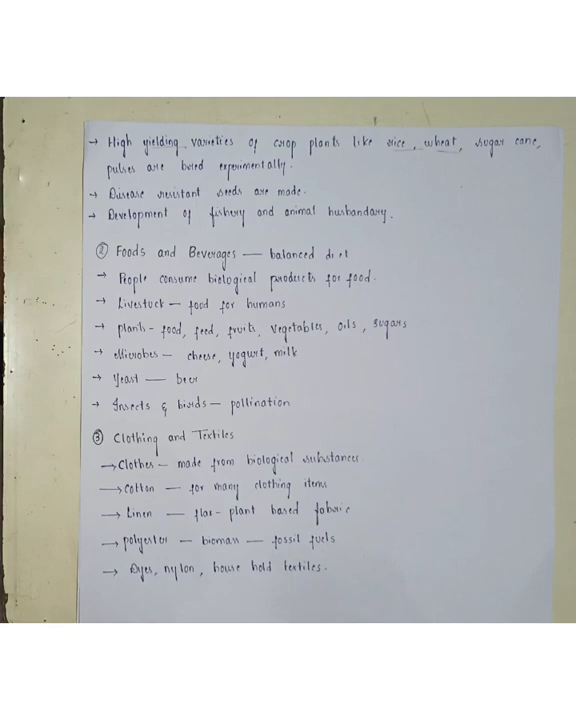 → High yielding varieties of crop plants like rice, wheat, sugar cane,
pulses are bred experimentally.
→ Disease resistant seeds are made.
→ Development of fishery and animal husbandary.
② Foods and Beverages — balanced diet
→ People consume biological products for food.
→ Livestock — food for humans
→ plants - food, feed, fruits, vegetables, oils, sugars
→ Microbes — cheese, yogurt, milk
→ Yeast — beer
→ Insects & birds — pollination
③ Clothing and Textiles
→ Clothes — made from biological substances
→ Cotton — for many clothing items
→ Linen — flax - plant based fabric
→ polyester — biomass — fossil fuels
→ Dyes, nylon, house hold textiles.